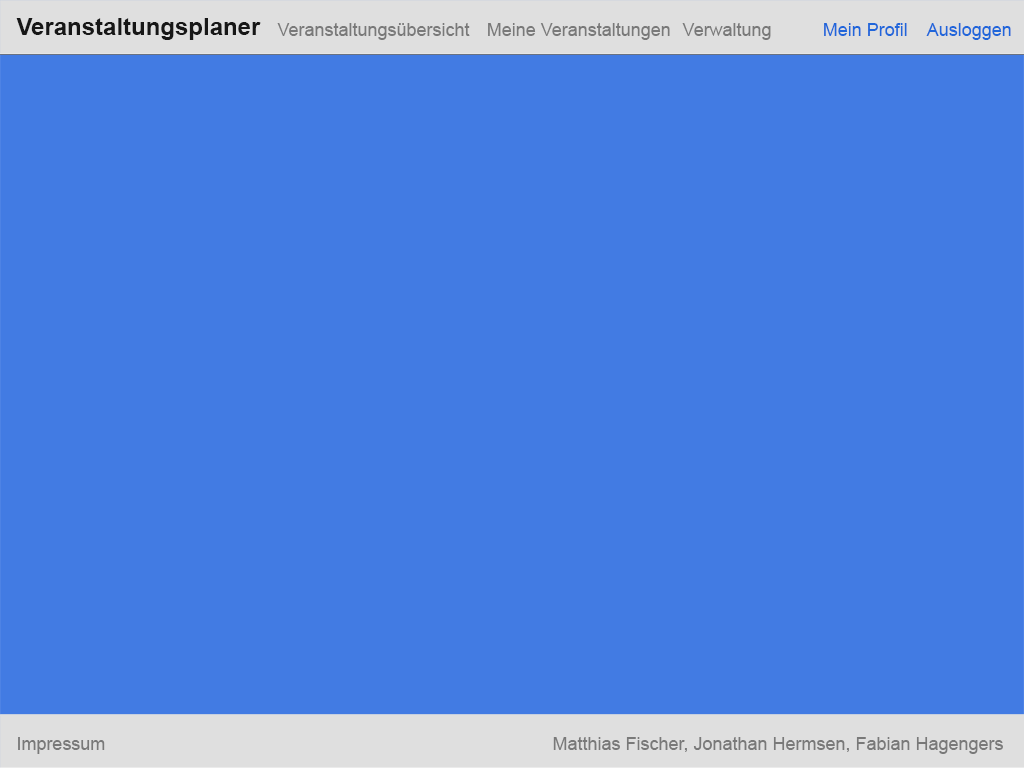 Veranstaltungsplaner Veranstaltungsübersicht Meine Veranstaltungen Verwaltung Mein Profil Ausloggen
Impressum Matthias Fischer, Jonathan Hermsen, Fabian Hagengers